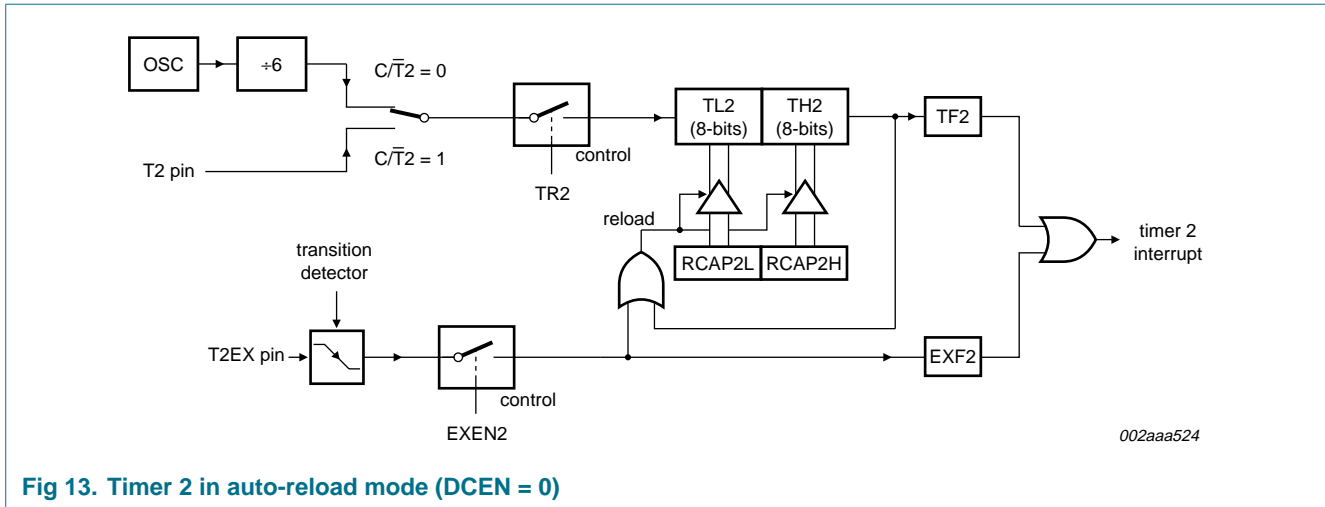 OSC
÷6
C/T̅2 = 0
C/T̅2 = 1
T2 pin
control
TR2
TL2
(8-bits)
TH2
(8-bits)
TF2
reload
RCAP2L
RCAP2H
timer 2
interrupt
transition
detector
T2EX pin
control
EXEN2
EXF2
002aaa524
Fig 13. Timer 2 in auto-reload mode (DCEN = 0)